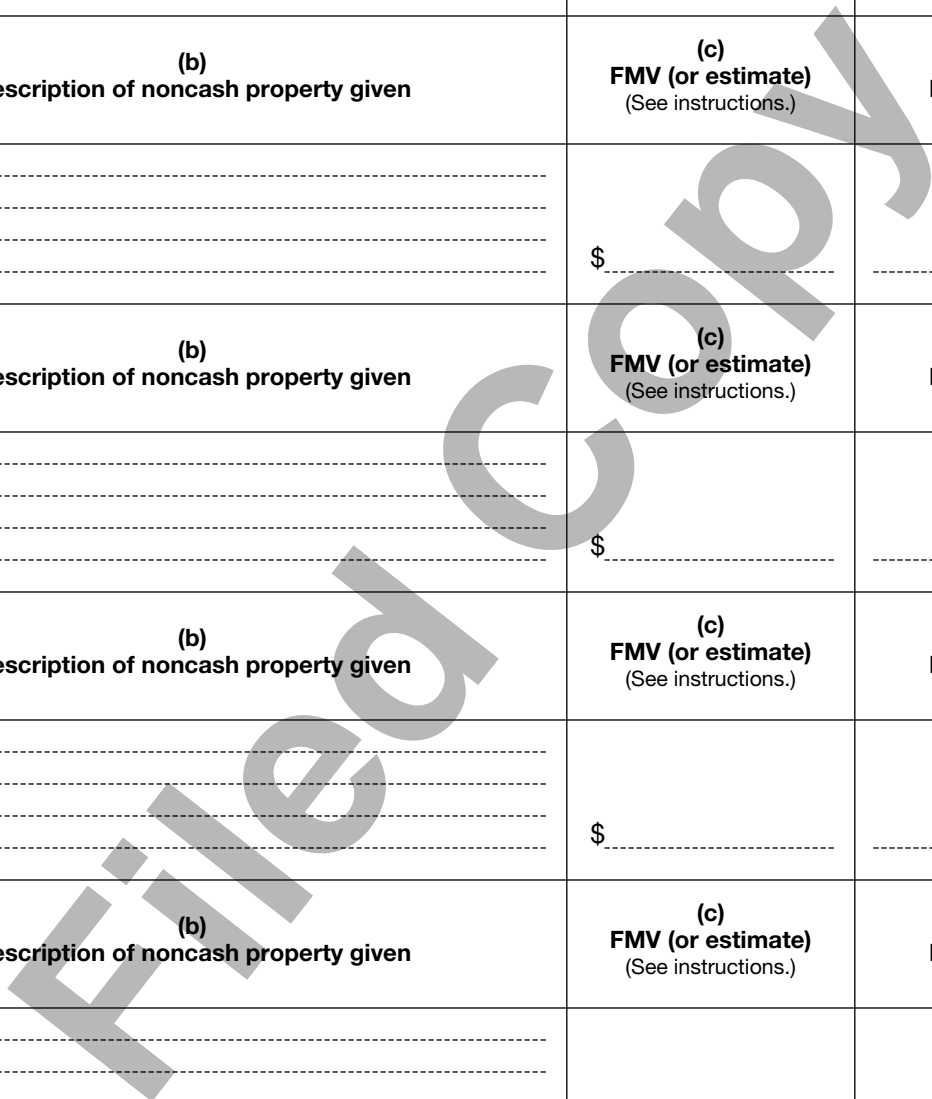 (b)
escription of noncash property given
(c)
FMV (or estimate)
(See instructions.)
$
(b)
escription of noncash property given
(c)
FMV (or estimate)
(See instructions.)
$
(b)
escription of noncash property given
(c)
FMV (or estimate)
(See instructions.)
$
(b)
escription of noncash property given
(c)
FMV (or estimate)
(See instructions.)
Filed Copy